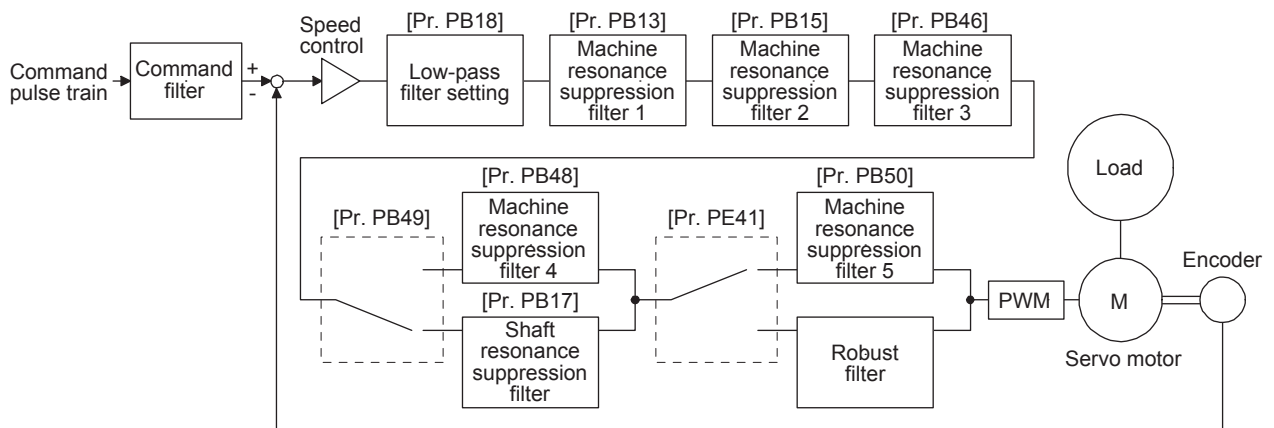 Command
pulse train
Command
filter
+
-
Speed
control
[Pr. PB18]
Low-pass
filter setting
[Pr. PB13]
Machine
resonance
suppression
filter 1
[Pr. PB15]
Machine
resonance
suppression
filter 2
[Pr. PB46]
Machine
resonance
suppression
filter 3
[Pr. PB49]
[Pr. PB48]
Machine
resonance
suppression
filter 4
[Pr. PB17]
Shaft
resonance
suppression
filter
[Pr. PE41]
[Pr. PB50]
Machine
resonance
suppression
filter 5
Robust
filter
PWM
Load
M
Servo motor
Encoder